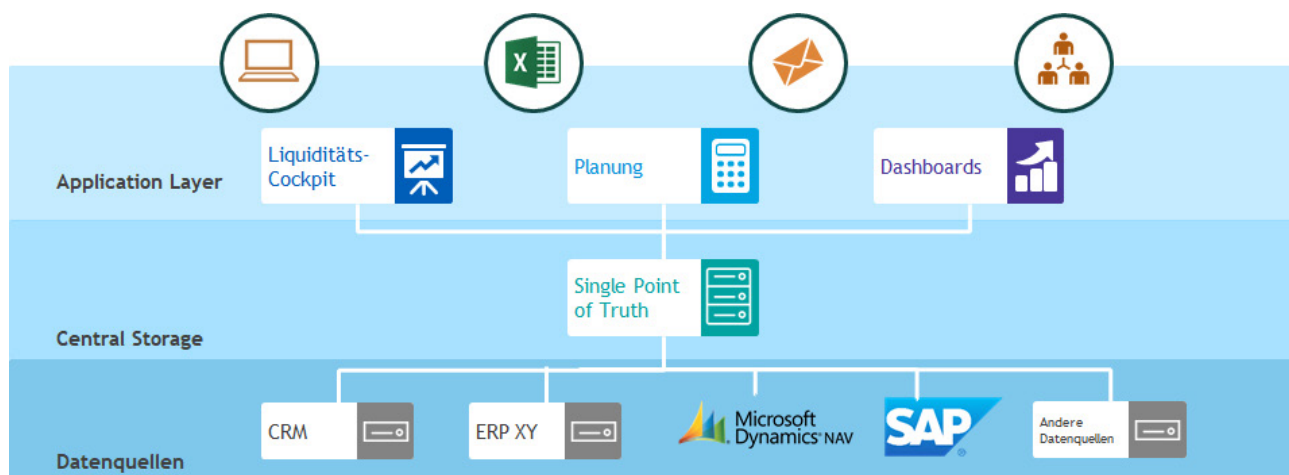 X
Liquiditäts-
Cockpit
Planung
Dashboards
Application Layer
Single Point
of Truth
Central Storage
CRM
ERP XY
Microsoft
Dynamics® NAV
SAP®
Andere
Datenquellen
Datenquellen